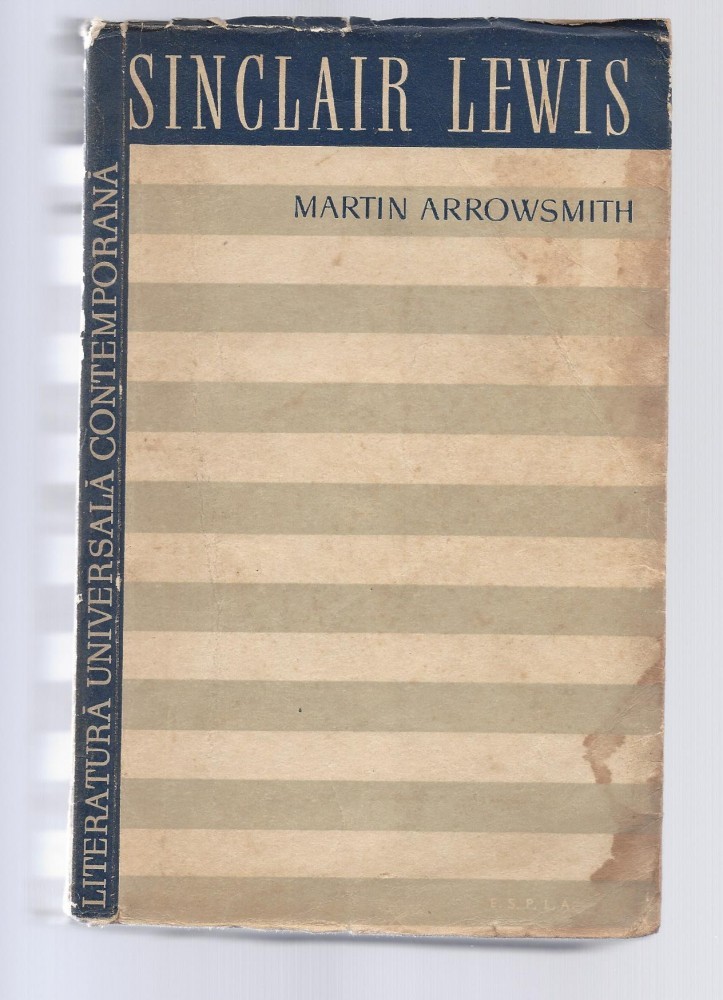 SINCLAIR LEWIS
MARTIN ARROWSMITH
LITERATURĂ UNIVERSALĂ CONTEMPORANĂ